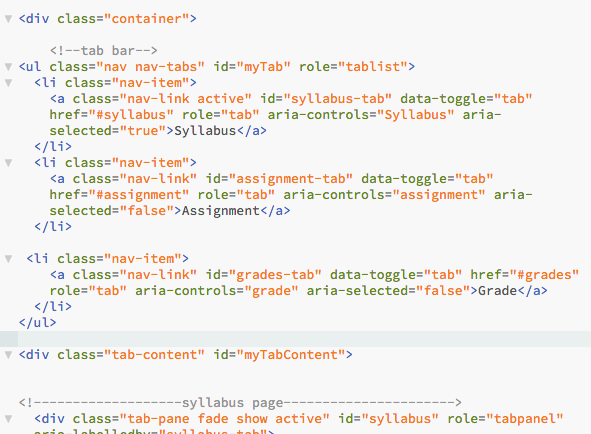 <div class="container">
<!--tab bar-->
<ul class="nav nav-tabs" id="myTab" role="tablist">
<li class="nav-item">
<a class="nav-link active" id="syllabus-tab" data-toggle="tab"
href="#syllabus" role="tab" aria-controls="Syllabus" aria-
selected="true">Syllabus</a>
</li>
<li class="nav-item">
<a class="nav-link" id="assignment-tab" data-toggle="tab"
href="#assignment" role="tab" aria-controls="assignment" aria-
selected="false">Assignment</a>
</li>
<li class="nav-item">
<a class="nav-link" id="grades-tab" data-toggle="tab" href="#grades"
role="tab" aria-controls="grade" aria-selected="false">Grade</a>
</li>
</ul>
<div class="tab-content" id="myTabContent">
<!-------------------syllabus page---------------------->
<div class="tab-pane fade show active" id="syllabus" role="tabpanel"
aria-labelledby="syllabus-tab">